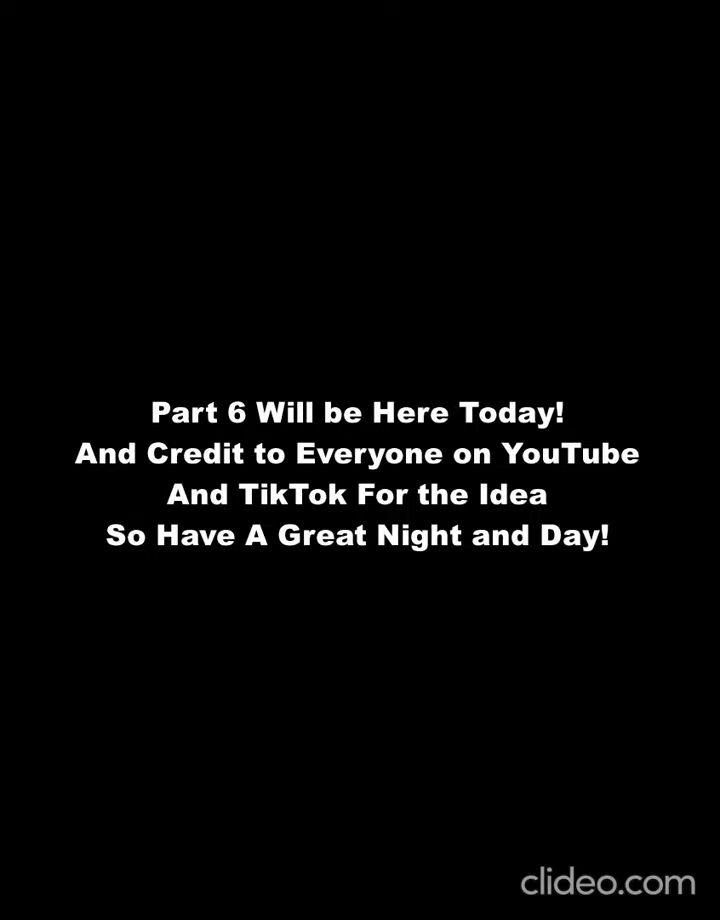 Part 6 Will be Here Today!
And Credit to Everyone on YouTube
And TikTok For the Idea
So Have A Great Night and Day!
clideo.com